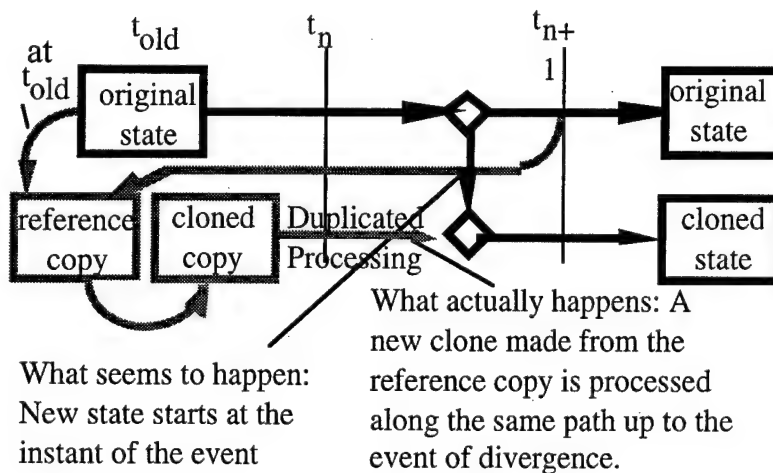 t_old
t_n
t_n+
1
at
t_old
original
state
original
state
reference
copy
cloned
copy
Duplicated
Processing
cloned
state
What seems to happen:
New state starts at the
instant of the event
What actually happens: A
new clone made from the
reference copy is processed
along the same path up to the
event of divergence.